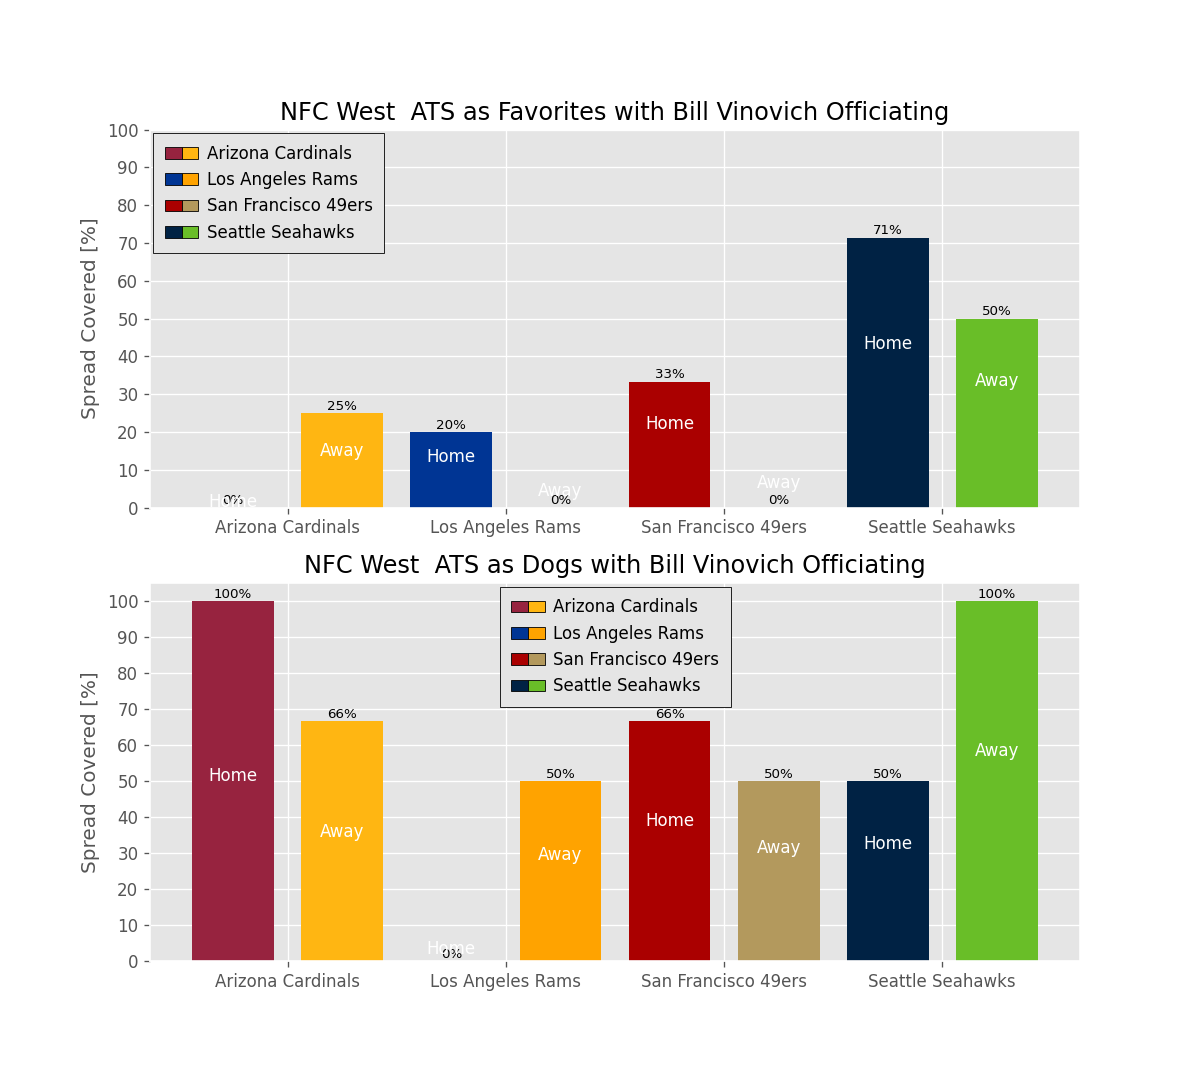 NFC West  ATS as Favorites with Bill Vinovich Officiating
Spread Covered [%]
100
90
80
70
60
50
40
30
20
10
0
Arizona Cardinals
Los Angeles Rams
San Francisco 49ers
Seattle Seahawks
0%
Home
25%
Away
20%
Home
0%
Away
33%
Home
0%
Away
71%
Home
50%
Away
Arizona Cardinals
Los Angeles Rams
San Francisco 49ers
Seattle Seahawks
NFC West  ATS as Dogs with Bill Vinovich Officiating
Spread Covered [%]
100
90
80
70
60
50
40
30
20
10
0
Arizona Cardinals
Los Angeles Rams
San Francisco 49ers
Seattle Seahawks
100%
Home
66%
Away
0%
Home
50%
Away
66%
Home
50%
Away
50%
Home
100%
Away
Arizona Cardinals
Los Angeles Rams
San Francisco 49ers
Seattle Seahawks